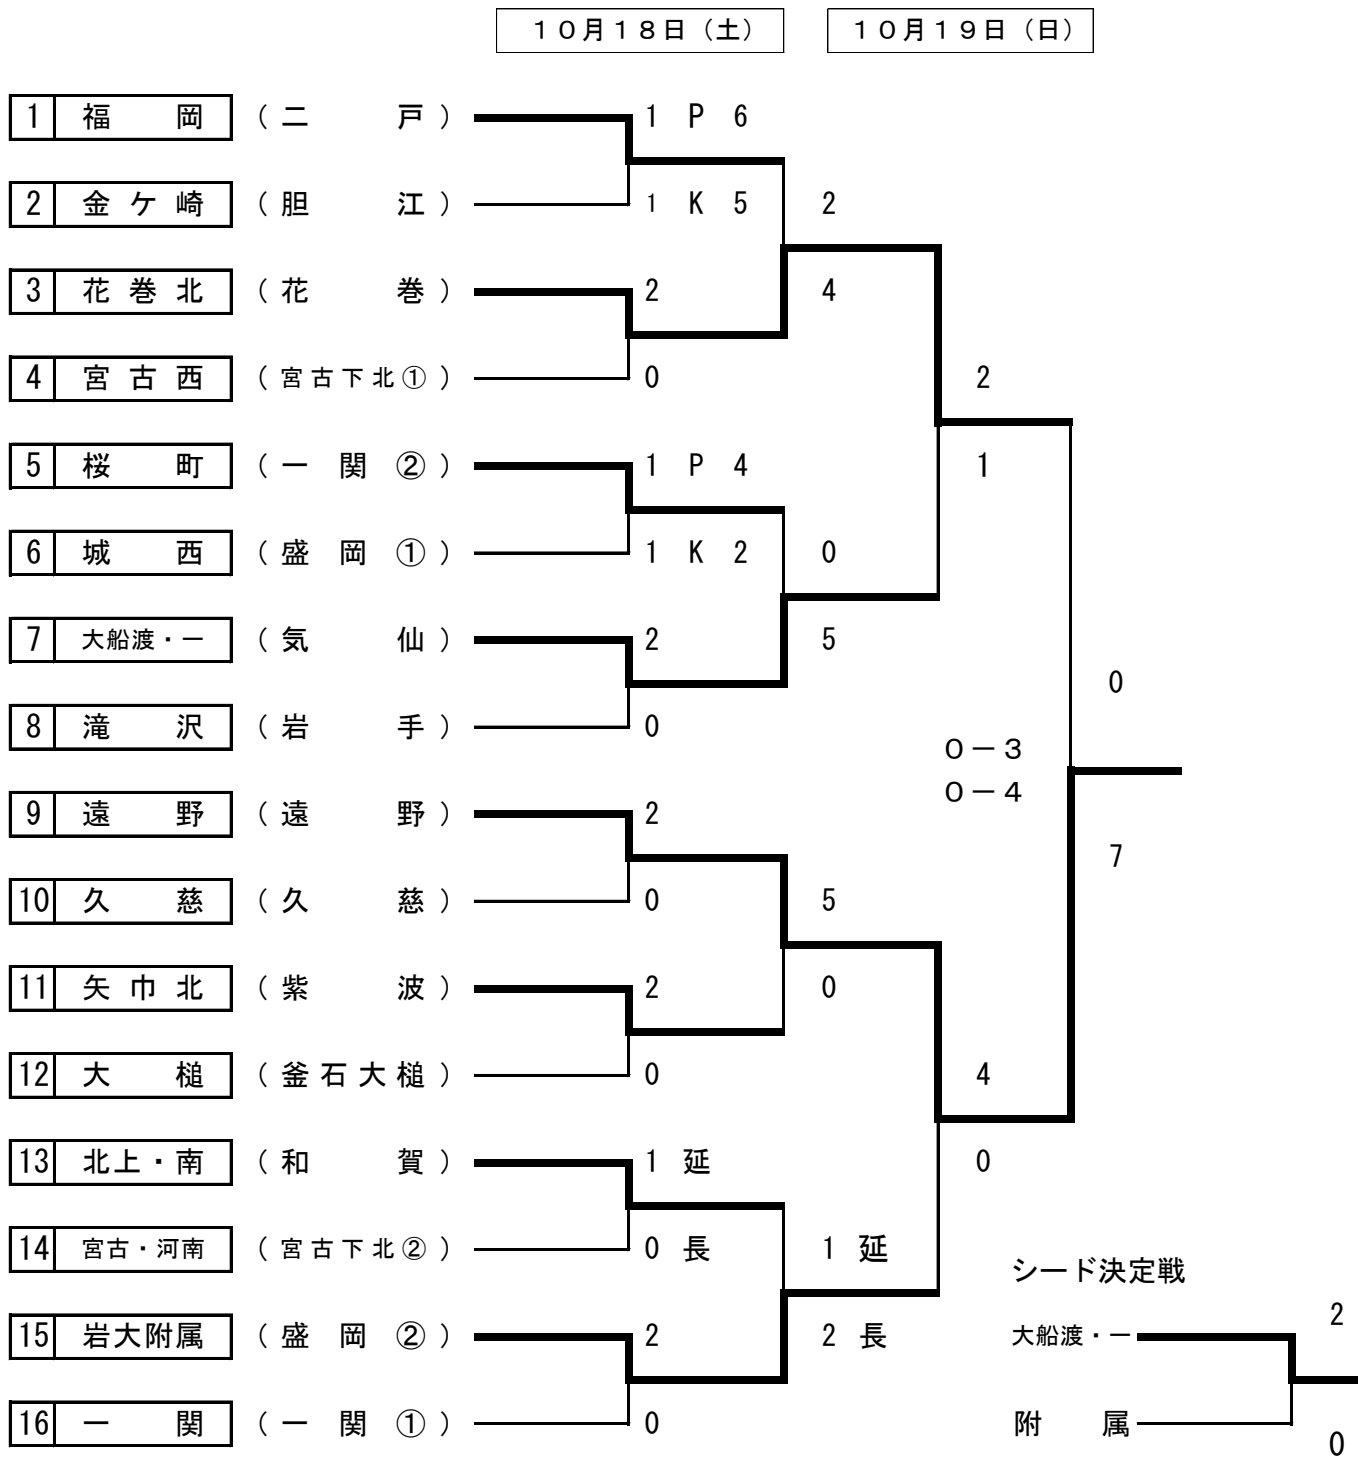 １０月１８日（土） １０月１９日（日）
1 福岡 （二戸） 1 P 6
2 金ケ崎 （胆江） 1 K 5 2
3 花巻北 （花巻） 2 4
4 宮古西 （宮古下北①） 0 2
5 桜町 （一関②） 1 P 4 1
6 城西 （盛岡①） 1 K 2 0
7 大船渡・一 （気仙） 2 5
0
8 滝沢 （岩手） 0
０－３
０－４
9 遠野 （遠野） 2
7
10 久慈 （久慈） 0 5
11 矢巾北 （紫波） 2 0
12 大槌 （釜石大槌） 0 4
13 北上・南 （和賀） 1 延 0
14 宮古・河南 （宮古下北②） 0 長 1 延
シード決定戦
2
15 岩大附属 （盛岡②） 2 2 長 大船渡・一
16 一関 （一関①） 0 附属
0